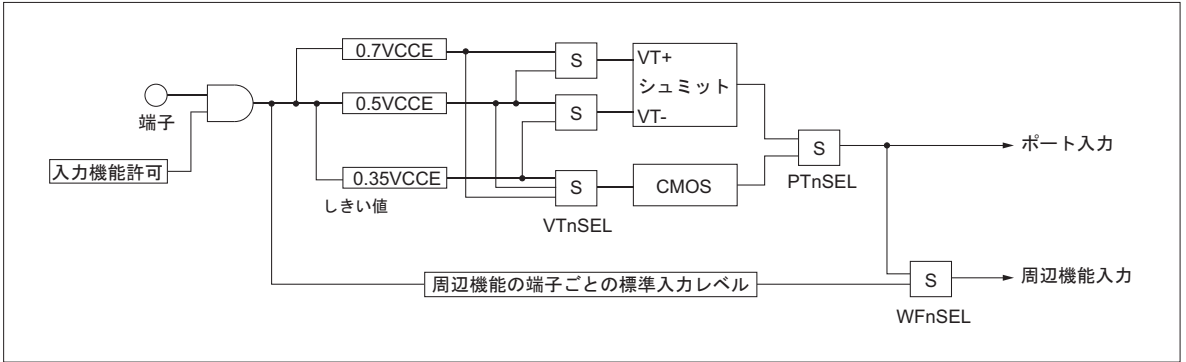 0.7VCCE
S
VT+
シュミット
VT-
0.5VCCE
S
端子
入力機能許可
0.35VCCE
しきい値
S
VTnSEL
CMOS
S
PTnSEL
ポート入力
周辺機能の端子ごとの標準入力レベル
S
WFnSEL
周辺機能入力